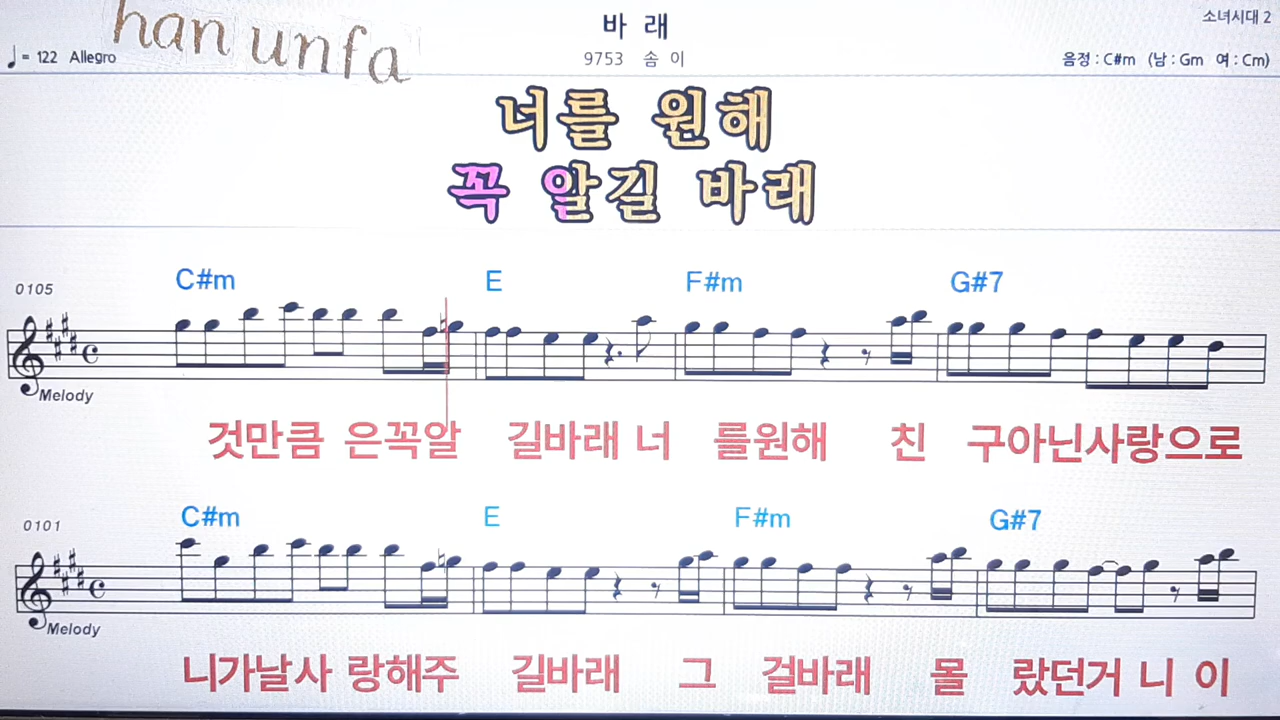 han unfa
바 래
소녀시대 2
♩= 122 Allegro
9753 솜 이
음정 : C#m (남 : Gm 여 : Cm)
너를 원해
꼭 알길 바래
C#m E F#m G#7
0105
Melody
것만큼 은꼭알 길바래 너 를원해 친 구아닌사랑으로
C#m E F#m G#7
0101
Melody
니가날사 랑해주 길바래 그 걸바래 몰 랐던거 니 이